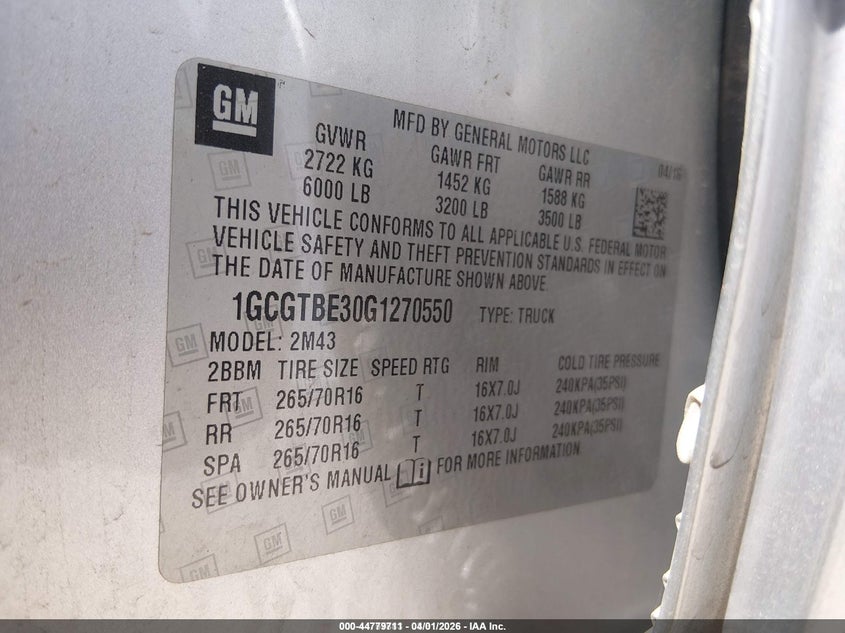 GM
MFD BY GENERAL MOTORS LLC
04/16
GVWR GAWR FRT GAWR RR
2722 KG 1452 KG 1588 KG
6000 LB 3200 LB 3500 LB
THIS VEHICLE CONFORMS TO ALL APPLICABLE U.S. FEDERAL MOTOR
VEHICLE SAFETY AND THEFT PREVENTION STANDARDS IN EFFECT ON
THE DATE OF MANUFACTURE SHOWN ABOVE.
1GCGTBE30G1270550 TYPE: TRUCK
MODEL: 2M43
2BBM TIRE SIZE SPEED RTG RIM COLD TIRE PRESSURE
FRT 265/70R16 T 16X7.0J 240KPA(35PSI)
RR 265/70R16 T 16X7.0J 240KPA(35PSI)
SPA 265/70R16 T 16X7.0J 240KPA(35PSI)
SEE OWNER'S MANUAL FOR MORE INFORMATION
000-44779711 - 04/01/2026 - IAA Inc.